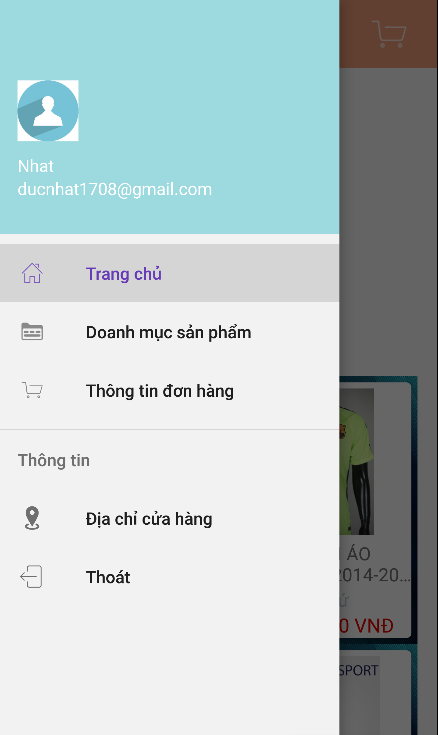 Nhat
ducnhat1708@gmail.com
Trang chủ
Doanh mục sản phẩm
Thông tin đơn hàng
Thông tin
Địa chỉ cửa hàng
Thoát
ÁO
2014-20...
0 VNĐ
SPORT